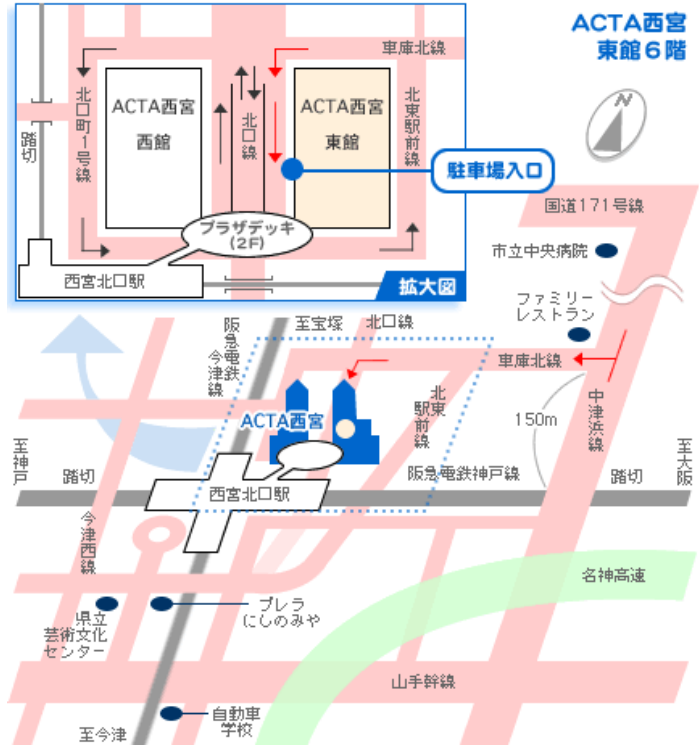 ACTA西宮
東館6階
車庫北線
北口町1号線
ACTA西宮
西館
北口線
ACTA西宮
東館
北東駅前線
踏切
駐車場入口
プラザデッキ
(2F)
西宮北口駅
拡大図
N
国道171号線
市立中央病院
ファミリー
レストラン
阪急電鉄
今津線
至宝塚
北口線
車庫北線
中津浜線
150m
北東
駅前線
ACTA西宮
至神戸
踏切
西宮北口駅
阪急電鉄神戸線
踏切
至大阪
今津西線
名神高速
県立
芸術文化
センター
プレラ
にしのみや
山手幹線
自動車
学校
至今津